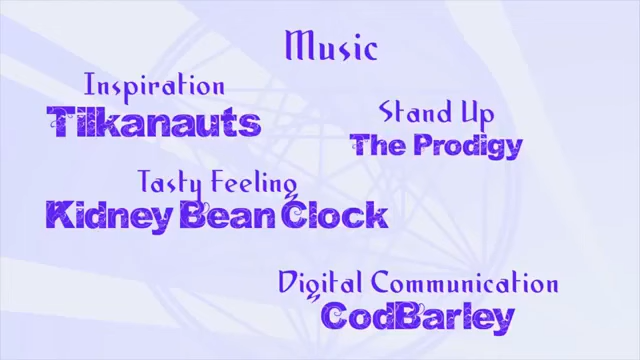 Music
Inspiration
Tilkanauts
Stand Up
The Prodigy
Tasty Feeling
Kidney Bean Clock
Digital Communication
CodBarley